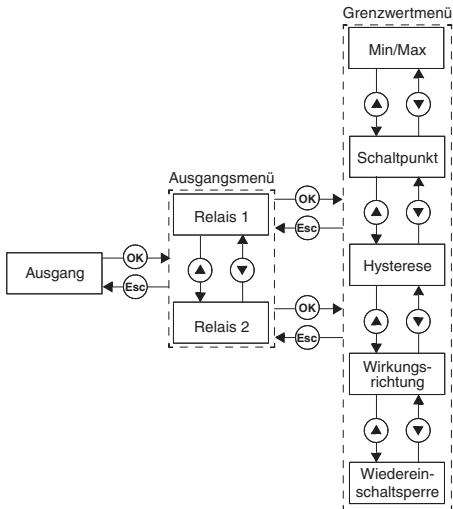 Grenzwertmenü
Min/Max
Schaltpunkt
Ausgangsmenü
OK
Relais 1
Esc
OK
Hysterese
Ausgang
Esc
OK
Relais 2
Esc
Wirkungs-
richtung
Wiederein-
schaltsperre